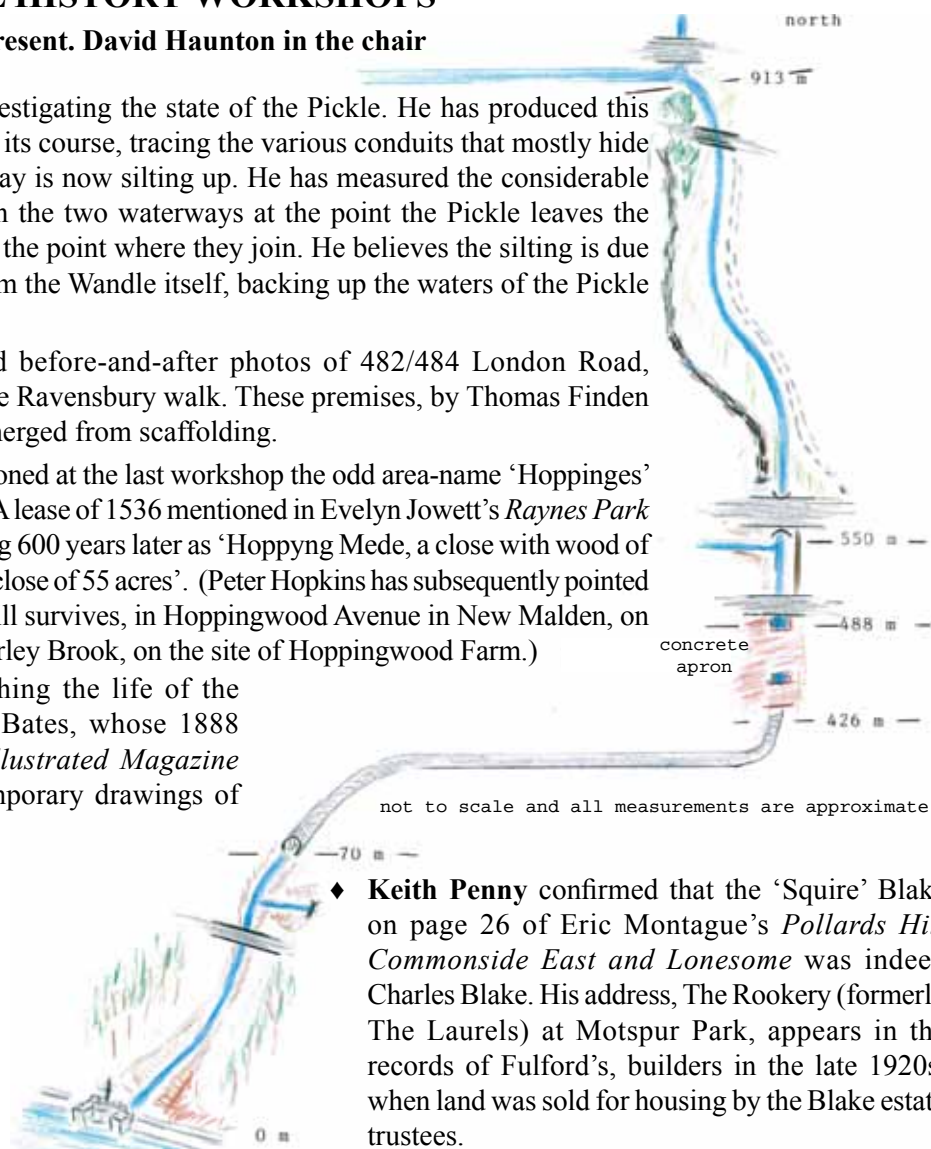 HISTORY WORKSHOPS
resent. David Haunton in the chair
estigating the state of the Pickle. He has produced this
its course, tracing the various conduits that mostly hide
ay is now silting up. He has measured the considerable
n the two waterways at the point the Pickle leaves the
the point where they join. He believes the silting is due
m the Wandle itself, backing up the waters of the Pickle
d before-and-after photos of 482/484 London Road,
e Ravensbury walk. These premises, by Thomas Finden
merged from scaffolding.
oned at the last workshop the odd area-name ‘Hoppinges’
A lease of 1536 mentioned in Evelyn Jowett’s Raynes Park
g 600 years later as ‘Hoppyng Mede, a close with wood of
close of 55 acres’. (Peter Hopkins has subsequently pointed
ill survives, in Hoppingwood Avenue in New Malden, on
rley Brook, on the site of Hoppingwood Farm.)
hing the life of the
Bates, whose 1888
llustrated Magazine
mporary drawings of
north
913 m
550 m
488 m
concrete
apron
426 m
not to scale and all measurements are approximate
70 m
♦ Keith Penny confirmed that the ‘Squire’ Blak
on page 26 of Eric Montague’s Pollards Hi
Commonside East and Lonesome was indee
Charles Blake. His address, The Rookery (formerl
The Laurels) at Motspur Park, appears in th
records of Fulford’s, builders in the late 1920s
when land was sold for housing by the Blake estat
trustees.
0 m